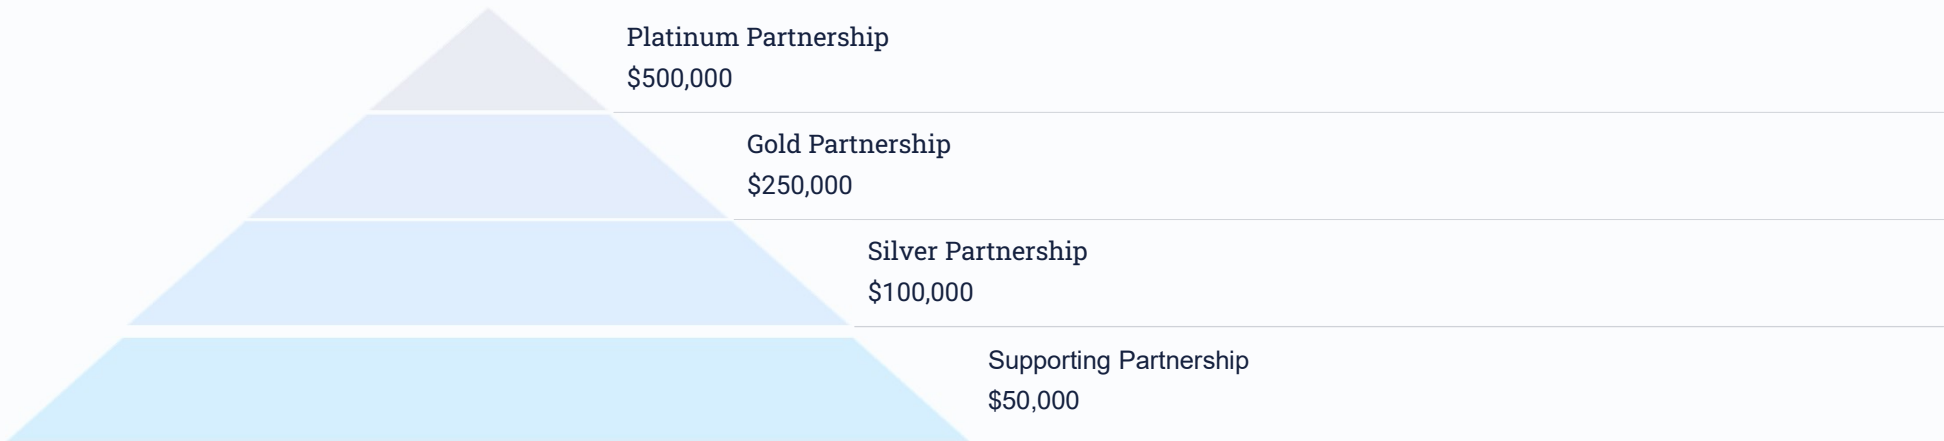 Platinum Partnership
$500,000
Gold Partnership
$250,000
Silver Partnership
$100,000
Supporting Partnership
$50,000